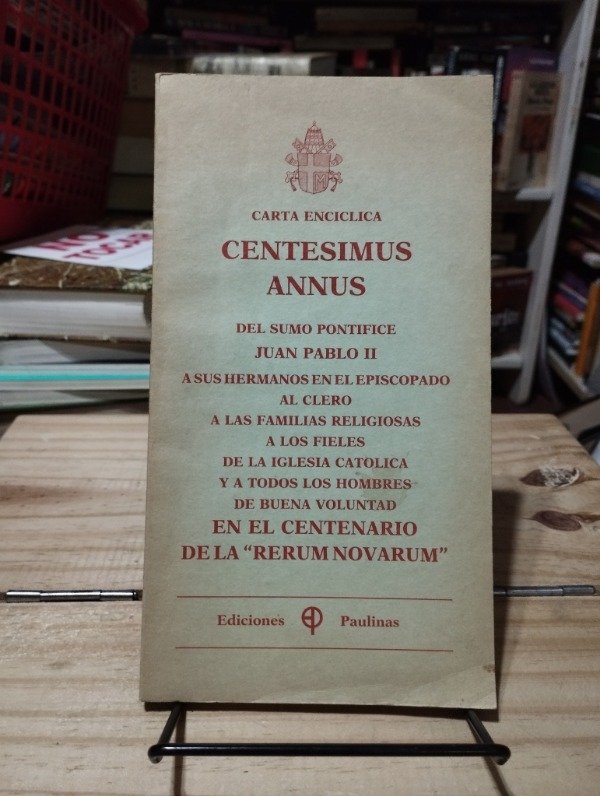 CARTA ENCICLICA
CENTESIMUS
ANNUS
DEL SUMO PONTIFICE
JUAN PABLO II
A SUS HERMANOS EN EL EPISCOPADO
AL CLERO
A LAS FAMILIAS RELIGIOSAS
A LOS FIELES
DE LA IGLESIA CATOLICA
Y A TODOS LOS HOMBRES
DE BUENA VOLUNTAD
EN EL CENTENARIO
DE LA “RERUM NOVARUM”
Ediciones Paulinas
NO
TOCAR